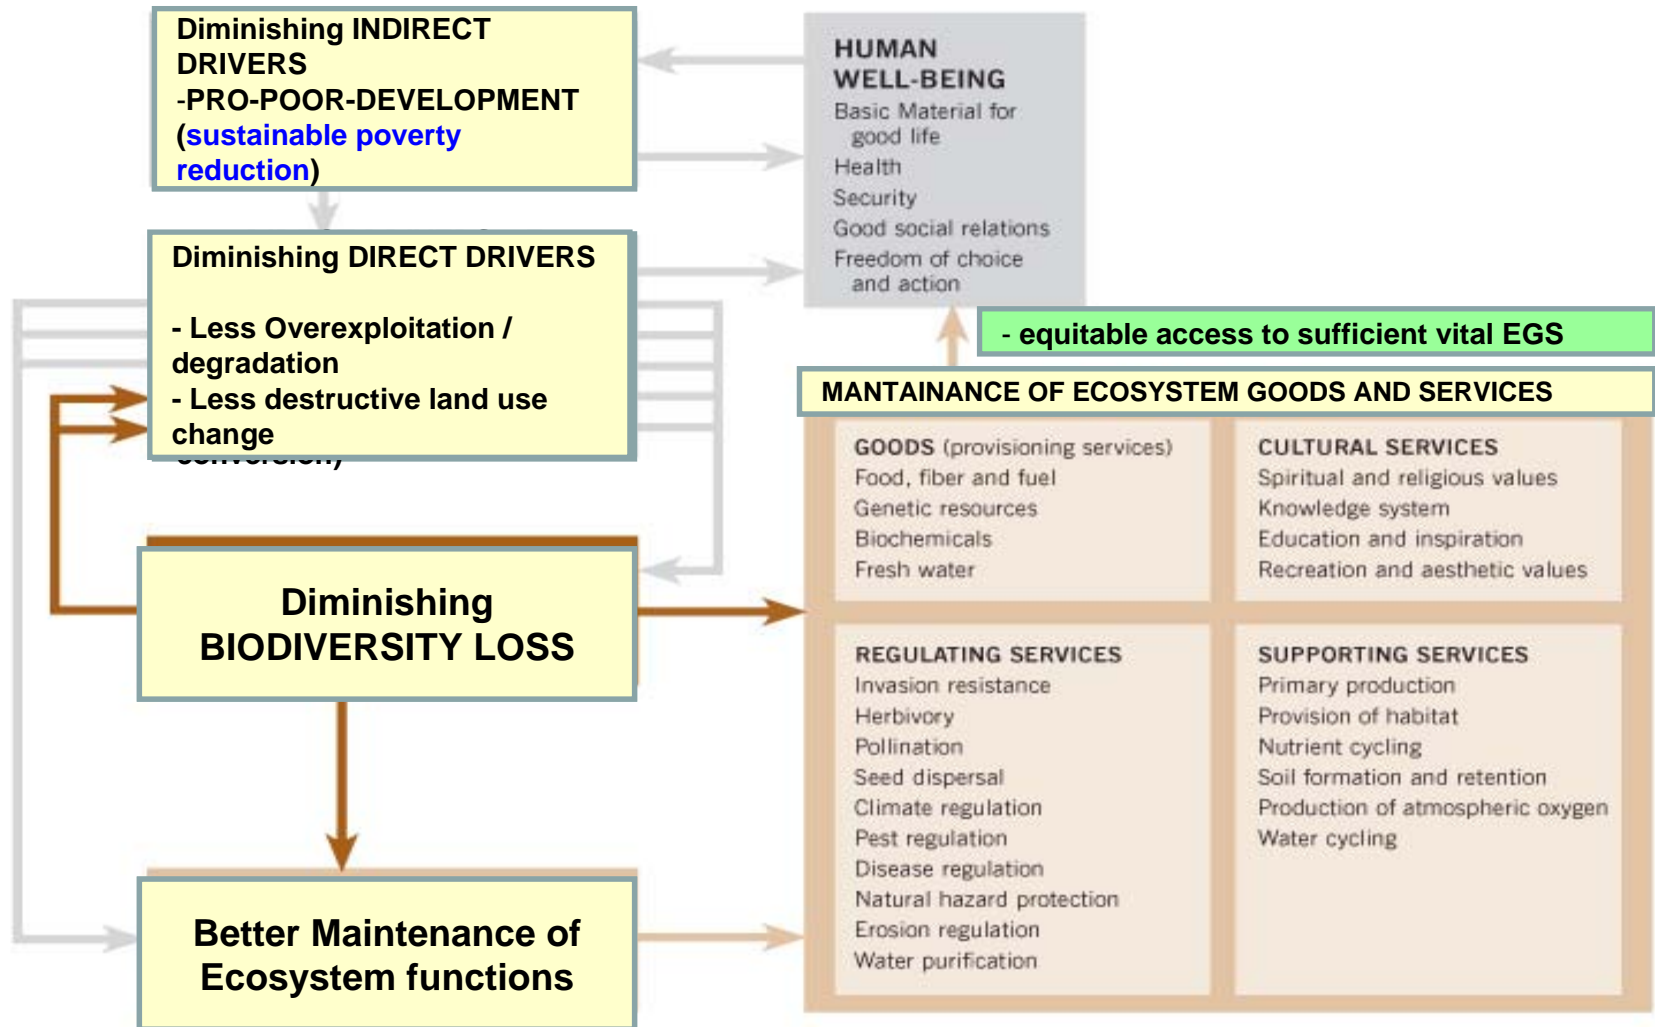 Diminishing INDIRECT
DRIVERS
-PRO-POOR-DEVELOPMENT
(sustainable poverty
reduction)
Diminishing DIRECT DRIVERS
- Less Overexploitation /
degradation
- Less destructive land use
change
conversion)
Diminishing
BIODIVERSITY LOSS
Better Maintenance of
Ecosystem functions
HUMAN
WELL-BEING
Basic Material for
good life
Health
Security
Good social relations
Freedom of choice
and action
- equitable access to sufficient vital EGS
MANTAINANCE OF ECOSYSTEM GOODS AND SERVICES
GOODS (provisioning services)
Food, fiber and fuel
Genetic resources
Biochemicals
Fresh water
CULTURAL SERVICES
Spiritual and religious values
Knowledge system
Education and inspiration
Recreation and aesthetic values
REGULATING SERVICES
Invasion resistance
Herbivory
Pollination
Seed dispersal
Climate regulation
Pest regulation
Disease regulation
Natural hazard protection
Erosion regulation
Water purification
SUPPORTING SERVICES
Primary production
Provision of habitat
Nutrient cycling
Soil formation and retention
Production of atmospheric oxygen
Water cycling